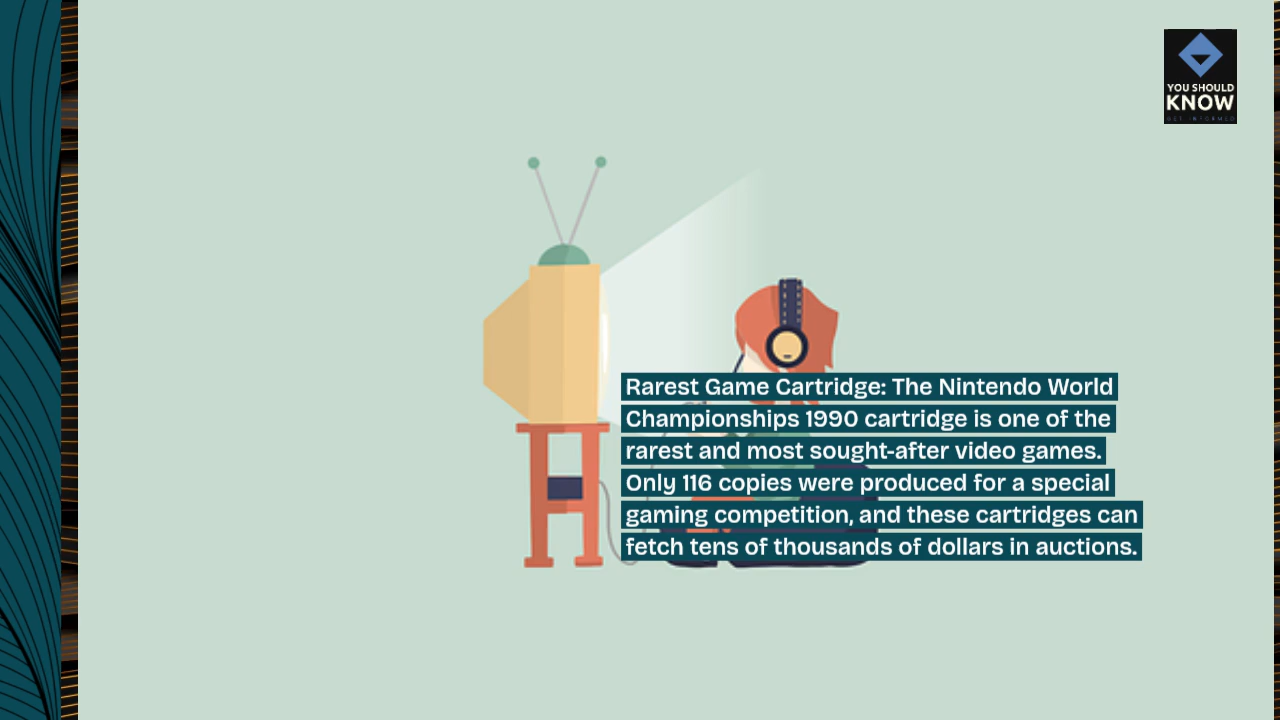 YOU SHOULD
KNOW
GET INFORMED
Rarest Game Cartridge: The Nintendo World
Championships 1990 cartridge is one of the
rarest and most sought-after video games.
Only 116 copies were produced for a special
gaming competition, and these cartridges can
fetch tens of thousands of dollars in auctions.